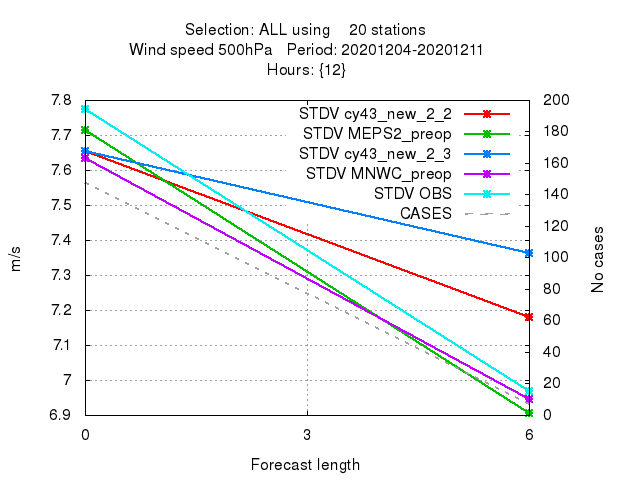 Selection: ALL using    20 stations
Wind speed 500hPa   Period: 20201204-20201211
Hours: {12}
7.8
7.7
7.6
7.5
7.4
7.3
7.2
7.1
7
6.9
m/s
STDV cy43_new_2_2
STDV MEPS2_preop
STDV cy43_new_2_3
STDV MNWC_preop
STDV OBS
CASES
200
180
160
140
120
100
80
60
40
20
0
No cases
0 3 6
Forecast length